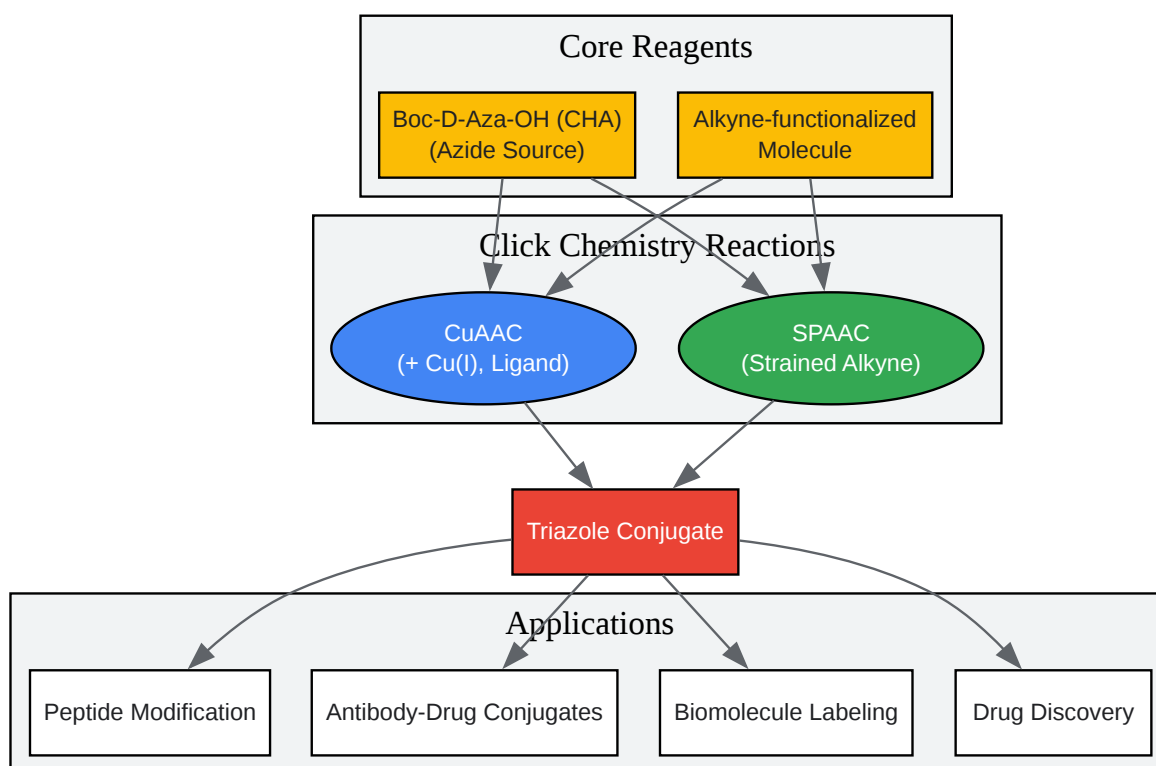 Core Reagents
Boc-D-Aza-OH (CHA)
(Azide Source)
Alkyne-functionalized
Molecule
Click Chemistry Reactions
CuAAC
(+ Cu(I), Ligand)
SPAAC
(Strained Alkyne)
Triazole Conjugate
Applications
Peptide Modification
Antibody-Drug Conjugates
Biomolecule Labeling
Drug Discovery